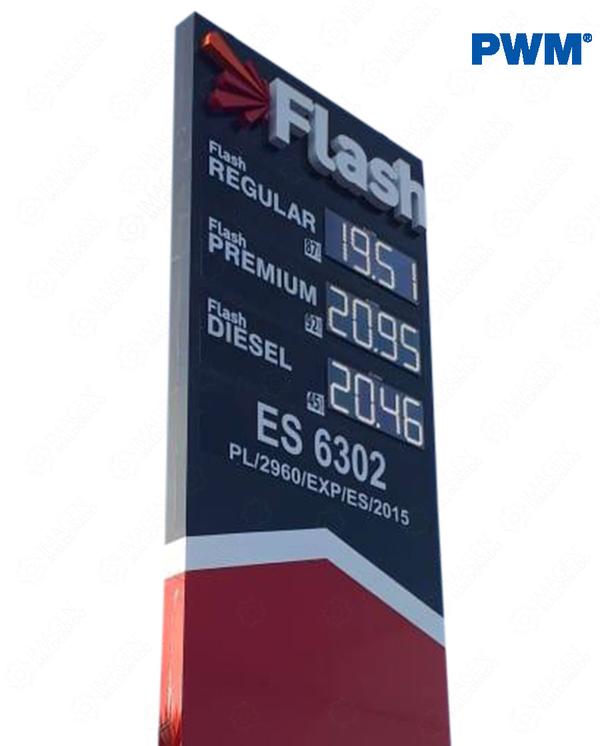 PWM®
Flash
Flash
REGULAR
87 19.51
Flash
PREMIUM
92 20.95
Flash
DIESEL
45 20.46
ES 6302
PL/2960/EXP/ES/2015